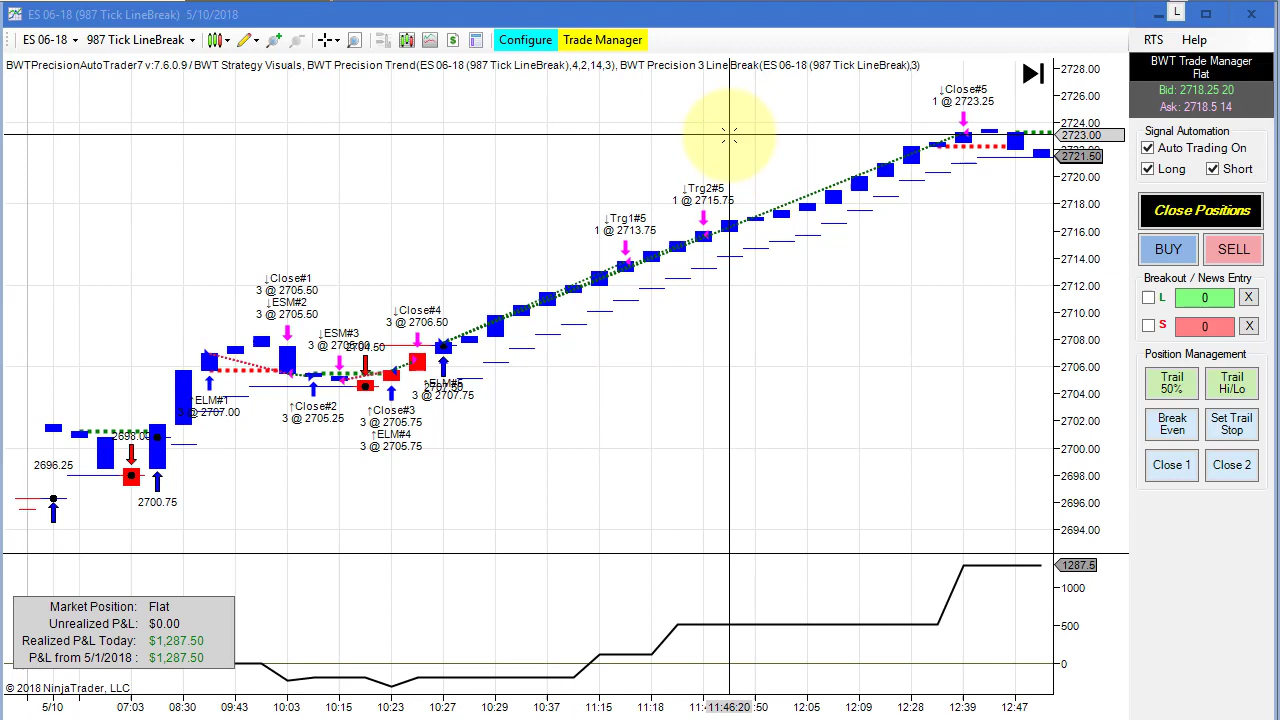 ES 06-18 (987 Tick LineBreak) 5/10/2018
L
ES 06-18
987 Tick LineBreak
Configure
Trade Manager
RTS
Help
BWTPrecisionAutoTrader7 v:7.6.0.9 / BWT Strategy Visuals, BWT Precision Trend(ES 06-18 (987 Tick LineBreak),4,2,14,3), BWT Precision 3 LineBreak(ES 06-18 (987 Tick LineBreak),3)
BWT Trade Manager
Flat
Bid: 2718.25 20
Ask: 2718.5 14
Signal Automation
Auto Trading On
Long
Short
Close Positions
BUY
SELL
Breakout / News Entry
L
0
X
S
0
X
Position Management
Trail 50%
Trail Hi/Lo
Break Even
Set Trail Stop
Close 1
Close 2
2728.00
2726.00
2724.00
2723.00
2721.50
2720.00
2718.00
2716.00
2714.00
2712.00
2710.00
2708.00
2706.00
2704.00
2702.00
2700.00
2698.00
2696.00
2694.00
↓Close#5
1 @ 2723.25
↓Trg2#5
1 @ 2715.75
↓Trg1#5
1 @ 2713.75
↓Close#1
3 @ 2705.50
↓ESM#2
3 @ 2705.50
↓Close#4
3 @ 2706.50
↓ESM#3
2704.50
3 @ 2707.75
↑ELM#1
3 @ 2707.00
↑Close#2
3 @ 2705.25
↑Close#3
3 @ 2705.75
↑ELM#4
3 @ 2705.75
2698.00
2696.25
2700.75
1287.5
1000
500
0
Market Position: Flat
Unrealized P&L: $0.00
Realized P&L Today: $1,287.50
P&L from 5/1/2018 : $1,287.50
© 2018 NinjaTrader, LLC
5/10
07:03
08:30
09:43
10:03
10:15
10:23
10:27
10:29
10:37
11:15
11:18
11:46:20
:50
12:05
12:08
12:28
12:39
12:47